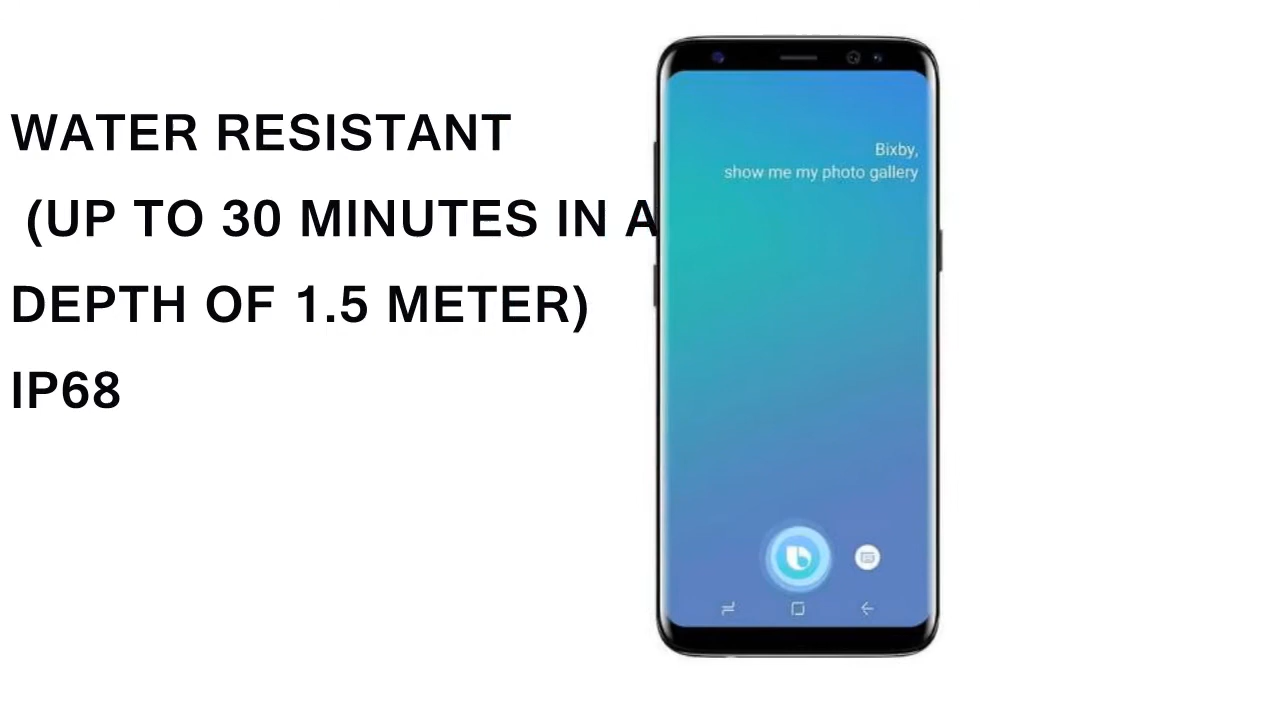 WATER RESISTANT
(UP TO 30 MINUTES IN A
DEPTH OF 1.5 METER)
IP68
Bixby,
show me my photo gallery